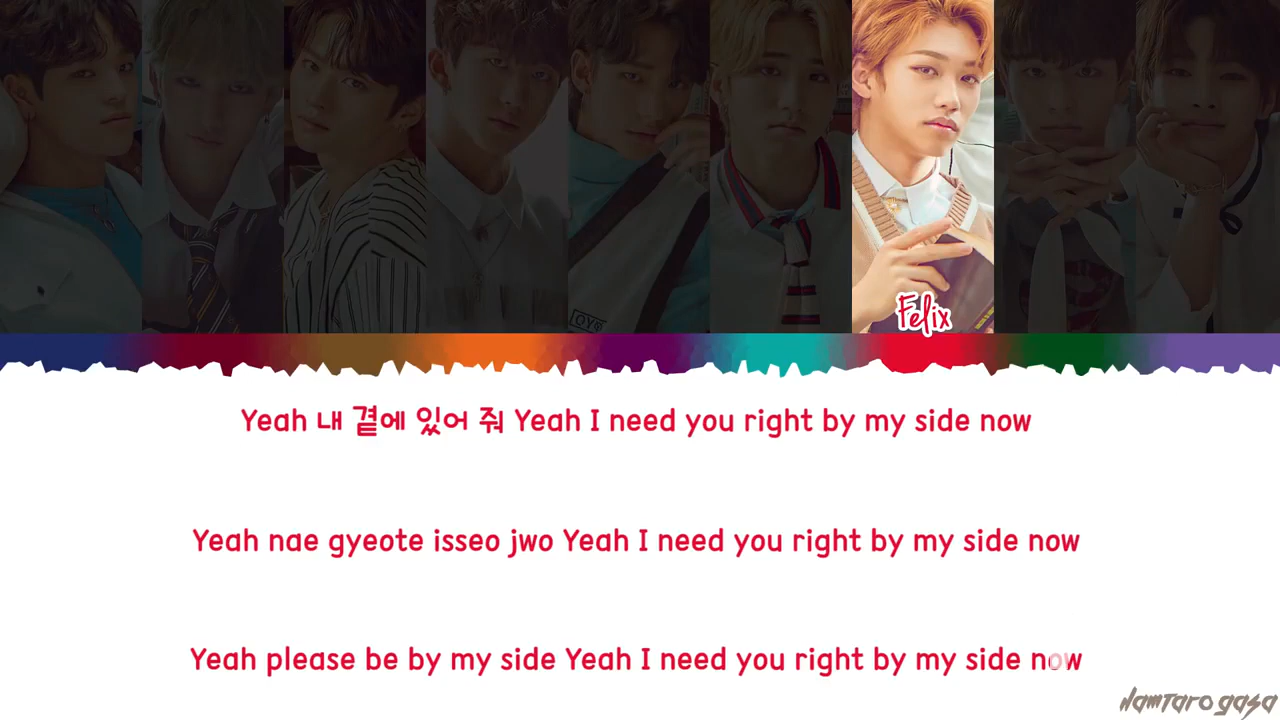 Felix
Yeah 내 곁에 있어 줘 Yeah I need you right by my side now
Yeah nae gyeote isseo jwo Yeah I need you right by my side now
Yeah please be by my side Yeah I need you right by my side now
Hamtaro gasa